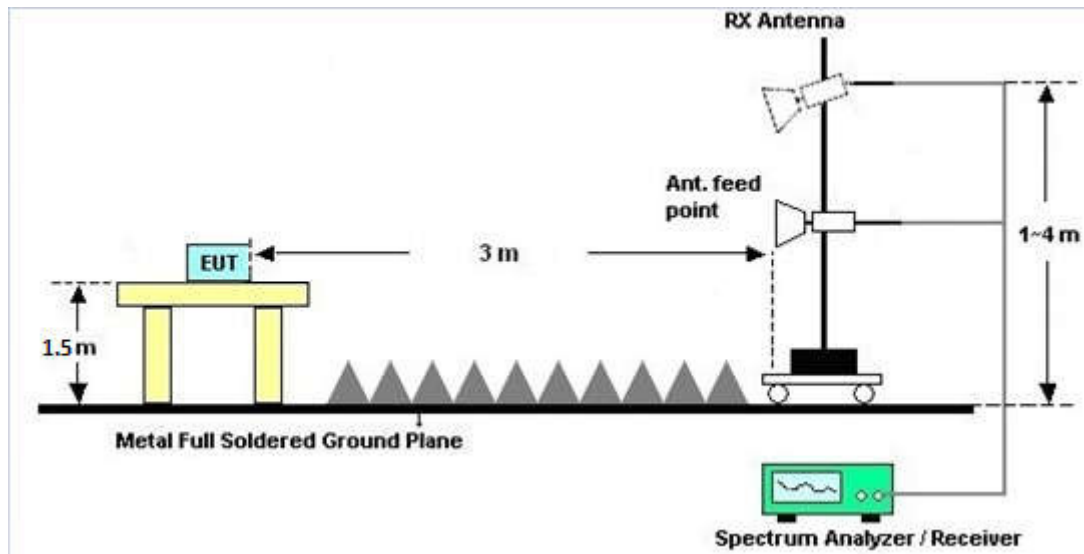 RX Antenna
Ant. feed
point
3 m
1~4 m
EUT
1.5 m
Metal Full Soldered Ground Plane
Spectrum Analyzer / Receiver